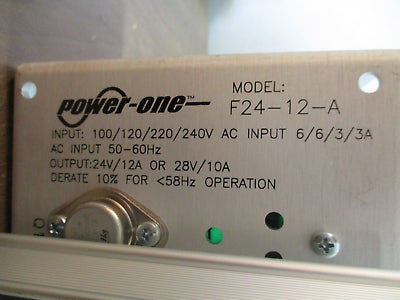 MODEL:
power-one™ F24-12-A
INPUT: 100/120/220/240V AC INPUT 6/6/3/3A
AC INPUT 50-60Hz
OUTPUT:24V/12A OR 28V/10A
DERATE 10% FOR <58Hz OPERATION